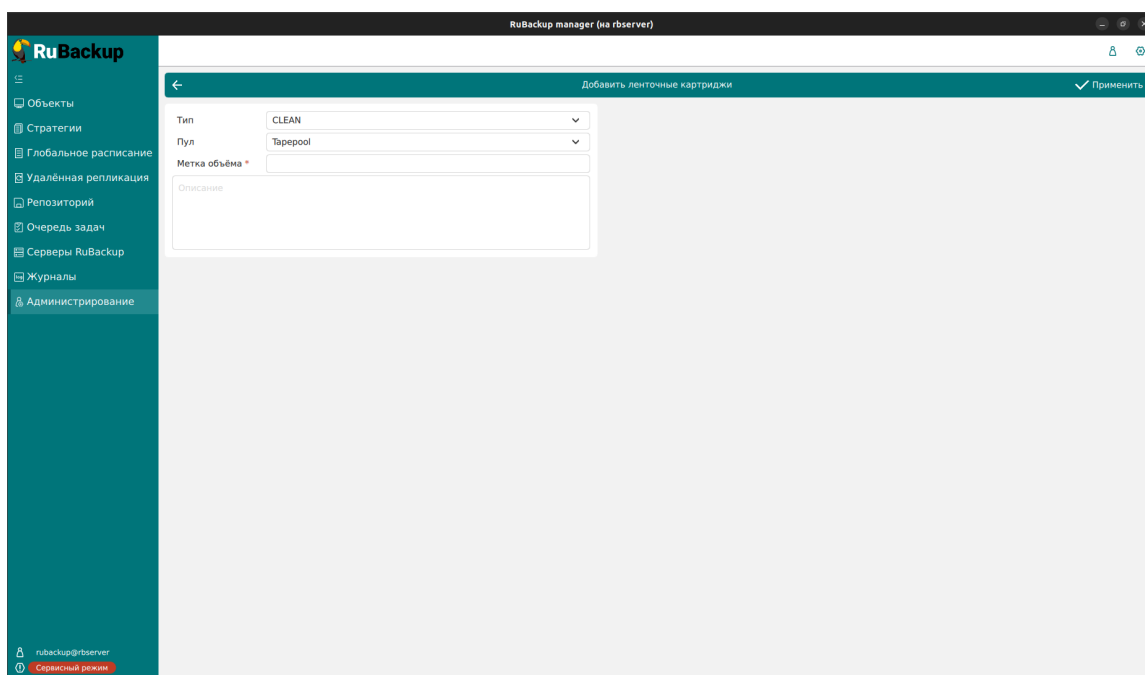 RuBackup manager (на rbserver)
RuBackup
Добавить ленточные картриджи
Применить
Объекты
Стратегии
Глобальное расписание
Удалённая репликация
Репозиторий
Очередь задач
Серверы RuBackup
Журналы
Администрирование
Тип
CLEAN
Пул
Tapepool
Метка объёма *
Описание
rubackup@rbserver
Сервисный режим